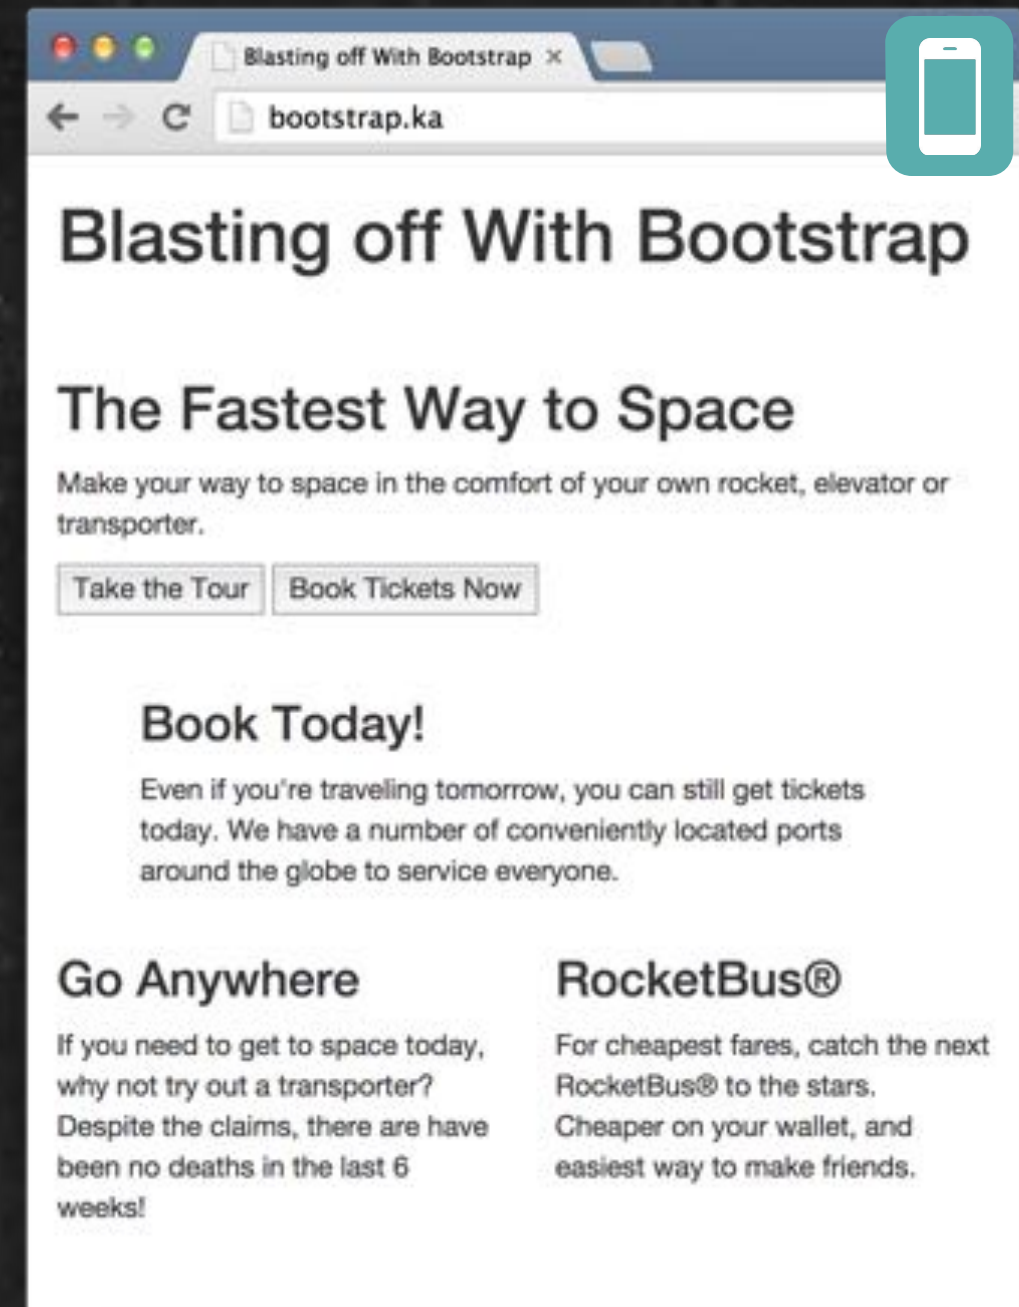 Blasting off With Bootstrap
bootstrap.ka
Blasting off With Bootstrap
The Fastest Way to Space
Make your way to space in the comfort of your own rocket, elevator or
transporter.
Take the Tour Book Tickets Now
Book Today!
Even if you're traveling tomorrow, you can still get tickets
today. We have a number of conveniently located ports
around the globe to service everyone.
Go Anywhere
If you need to get to space today,
why not try out a transporter?
Despite the claims, there are have
been no deaths in the last 6
weeks!
RocketBus®
For cheapest fares, catch the next
RocketBus® to the stars.
Cheaper on your wallet, and
easiest way to make friends.